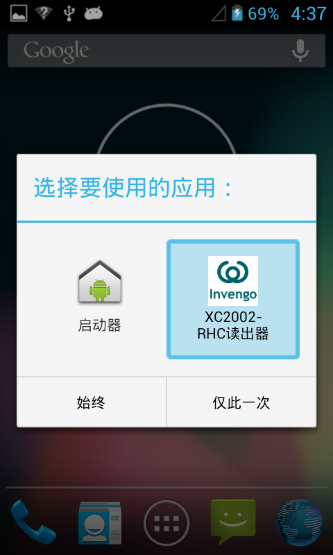 69% 4:37
Google
选择要使用的应用：
Invengo
启动器
XC2002-
RHC读出器
始终
仅此一次